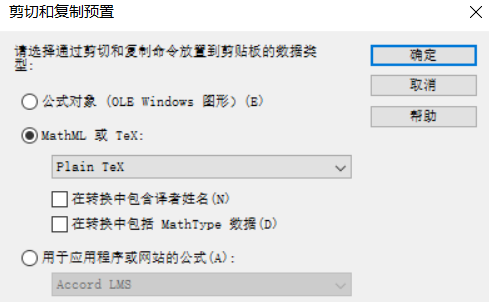 剪切和复制预置
请选择通过剪切和复制命令放置到剪贴板的数据类
型:
确定
取消
帮助
公式对象 (OLE Windows 图形) (E)
MathML 或 TeX:
Plain TeX
在转换中包含译者姓名(N)
在转换中包括 MathType 数据(D)
用于应用程序或网站的公式(A):
Accord LMS